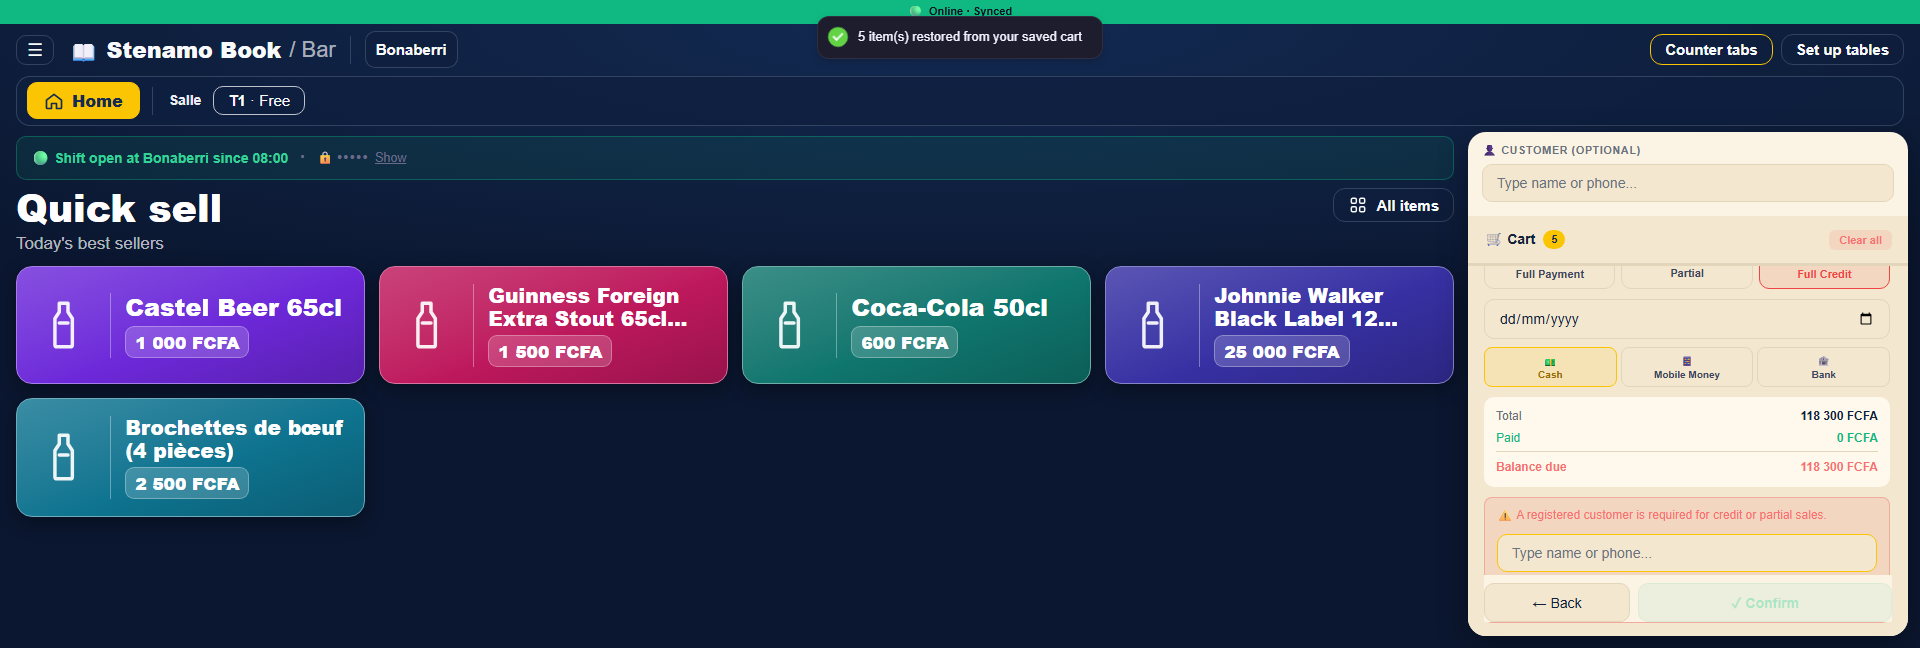 Online · Synced
5 item(s) restored from your saved cart
Stenamo Book / Bar
Bonaberri
Counter tabs
Set up tables
Home
Salle
T1 · Free
Shift open at Bonaberri since 08:00 • ••••• Show
Quick sell
Today's best sellers
All items
Castel Beer 65cl
1 000 FCFA
Guinness Foreign
Extra Stout 65cl...
1 500 FCFA
Coca-Cola 50cl
600 FCFA
Johnnie Walker
Black Label 12...
25 000 FCFA
Brochettes de bœuf
(4 pièces)
2 500 FCFA
CUSTOMER (OPTIONAL)
Type name or phone...
Cart 5
Clear all
Full Payment
Partial
Full Credit
dd/mm/yyyy
Cash
Mobile Money
Bank
Total 118 300 FCFA
Paid 0 FCFA
Balance due 118 300 FCFA
A registered customer is required for credit or partial sales.
Type name or phone...
← Back
✓ Confirm